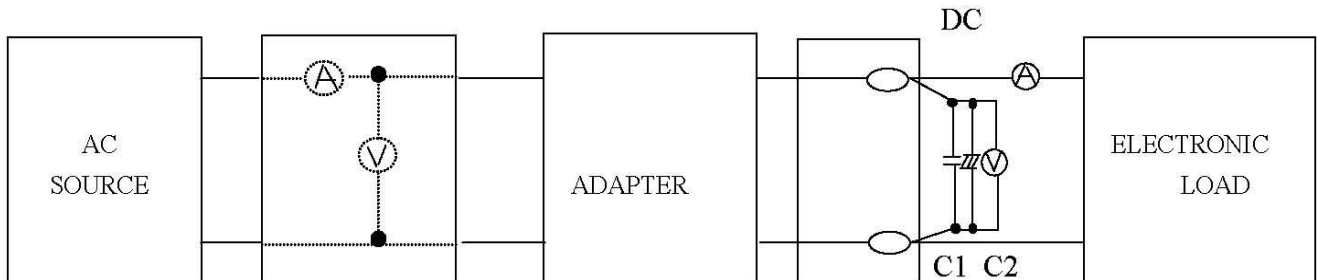 DC
A
A
V
V
AC
SOURCE
ADAPTER
ELECTRONIC
LOAD
C1 C2